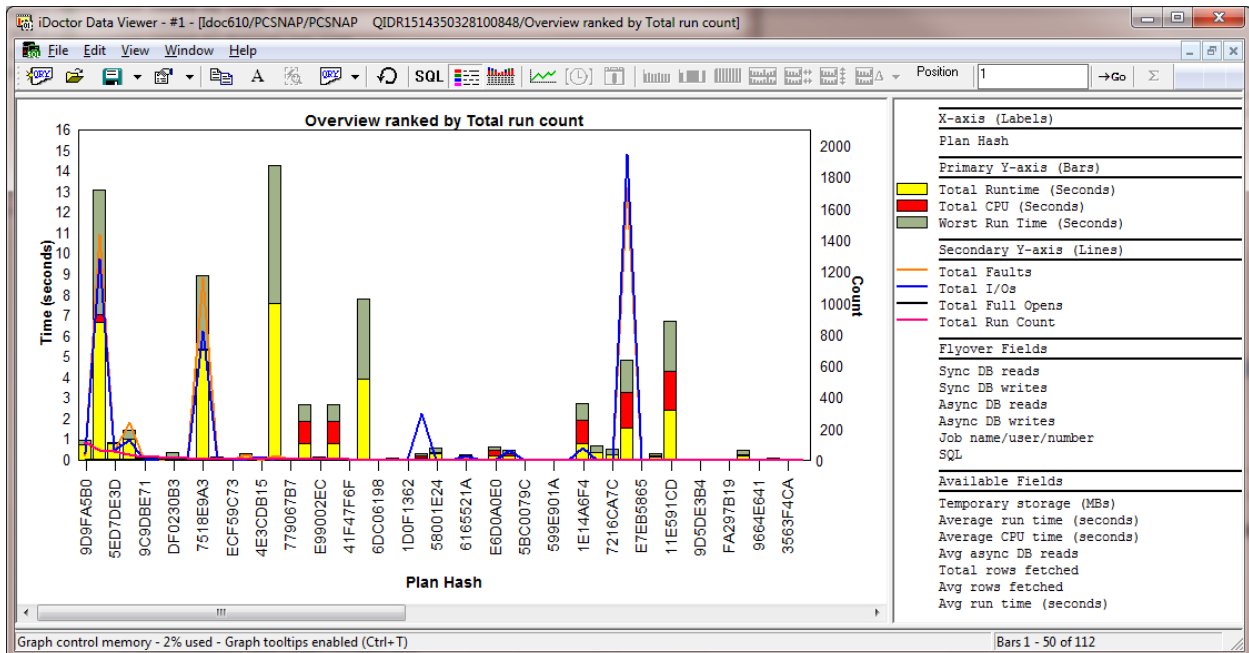 iDoctor Data Viewer - #1 - [Idoc610/PCSNAP/PCSNAP    QIDR1514350328100848/Overview ranked by Total run count]
File Edit View Window Help
QRY A QRY SQL Position 1 →Go Σ
Overview ranked by Total run count
16
15
14
13
12
11
10
9
8
7
6
5
4
3
2
1
0
Time (seconds)
2000
1800
1600
1400
1200
1000
800
600
400
200
0
Count
9D9FA5B0
5ED7DE3D
9C9DBE71
DF0230B3
7518E9A3
ECF59C73
4E3CDB15
779067B7
E99002EC
41F47F6F
6DC06198
1D0F1362
58001E24
6165521A
E6D0A0E0
5BC0079C
599E901A
1E14A6F4
7216CA7C
E7EB5865
11E591CD
9D5DE3B4
FA297B19
9664E641
3563F4CA
Plan Hash
X-axis (Labels)
Plan Hash
Primary Y-axis (Bars)
Total Runtime (Seconds)
Total CPU (Seconds)
Worst Run Time (Seconds)
Secondary Y-axis (Lines)
Total Faults
Total I/Os
Total Full Opens
Total Run Count
Flyover Fields
Sync DB reads
Sync DB writes
Async DB reads
Async DB writes
Job name/user/number
SQL
Available Fields
Temporary storage (MBs)
Average run time (seconds)
Average CPU time (seconds)
Avg async DB reads
Total rows fetched
Avg rows fetched
Avg run time (seconds)
Graph control memory - 2% used - Graph tooltips enabled (Ctrl+T)
Bars 1 - 50 of 112